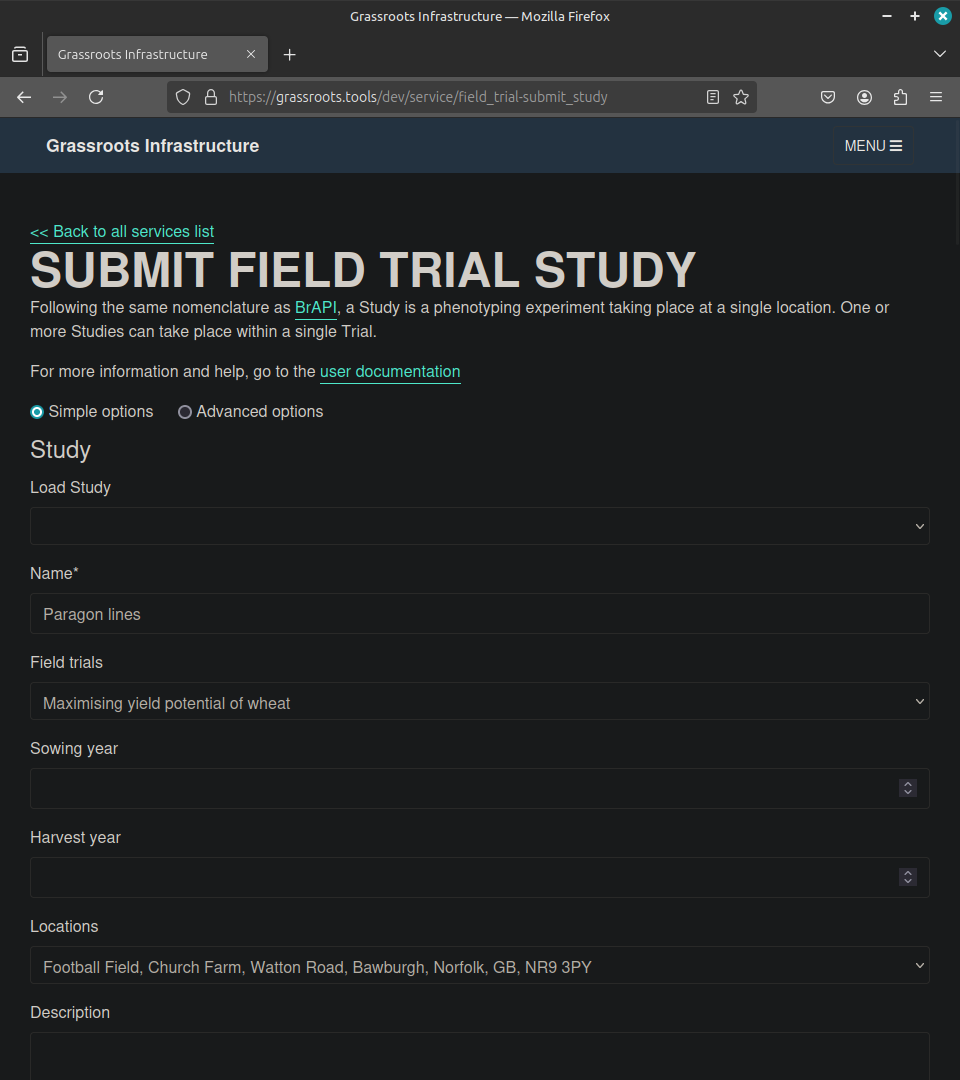 Grassroots Infrastructure — Mozilla Firefox
Grassroots Infrastructure
https://grassroots.tools/dev/service/field_trial-submit_study
Grassroots Infrastructure
MENU
<< Back to all services list
SUBMIT FIELD TRIAL STUDY
Following the same nomenclature as BrAPI, a Study is a phenotyping experiment taking place at a single location. One or
more Studies can take place within a single Trial.
For more information and help, go to the user documentation
Simple options Advanced options
Study
Load Study
Name*
Paragon lines
Field trials
Maximising yield potential of wheat
Sowing year
Harvest year
Locations
Football Field, Church Farm, Watton Road, Bawburgh, Norfolk, GB, NR9 3PY
Description